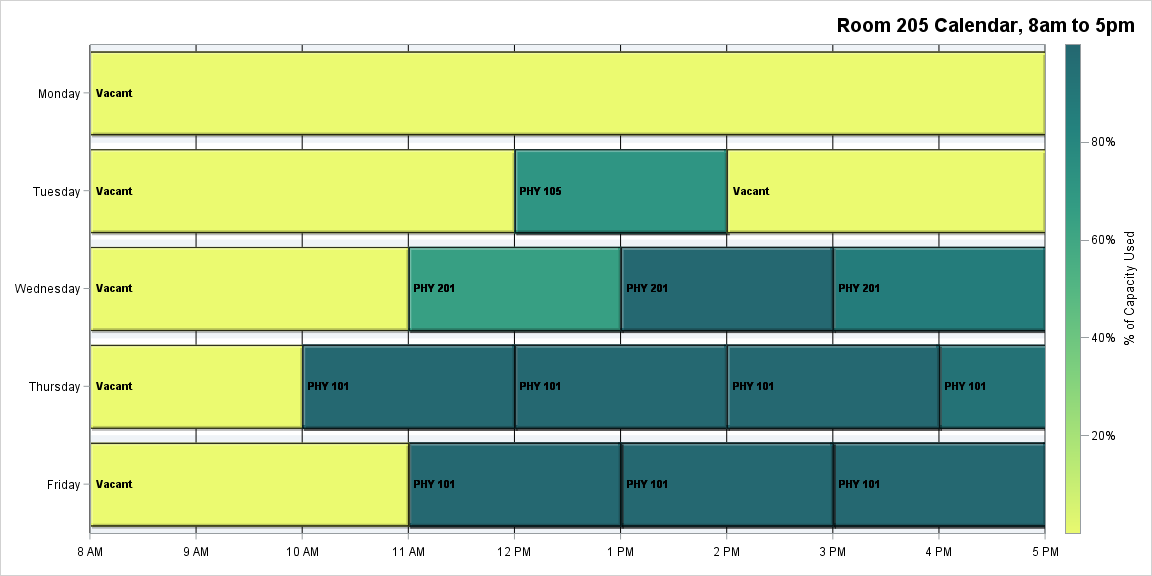 Room 205 Calendar, 8am to 5pm
Monday
Vacant
Tuesday
Vacant
PHY 105
Vacant
Wednesday
Vacant
PHY 201
PHY 201
PHY 201
Thursday
Vacant
PHY 101
PHY 101
PHY 101
PHY 101
Friday
Vacant
PHY 101
PHY 101
PHY 101
8 AM
9 AM
10 AM
11 AM
12 PM
1 PM
2 PM
3 PM
4 PM
5 PM
80%
60%
40%
20%
% of Capacity Used